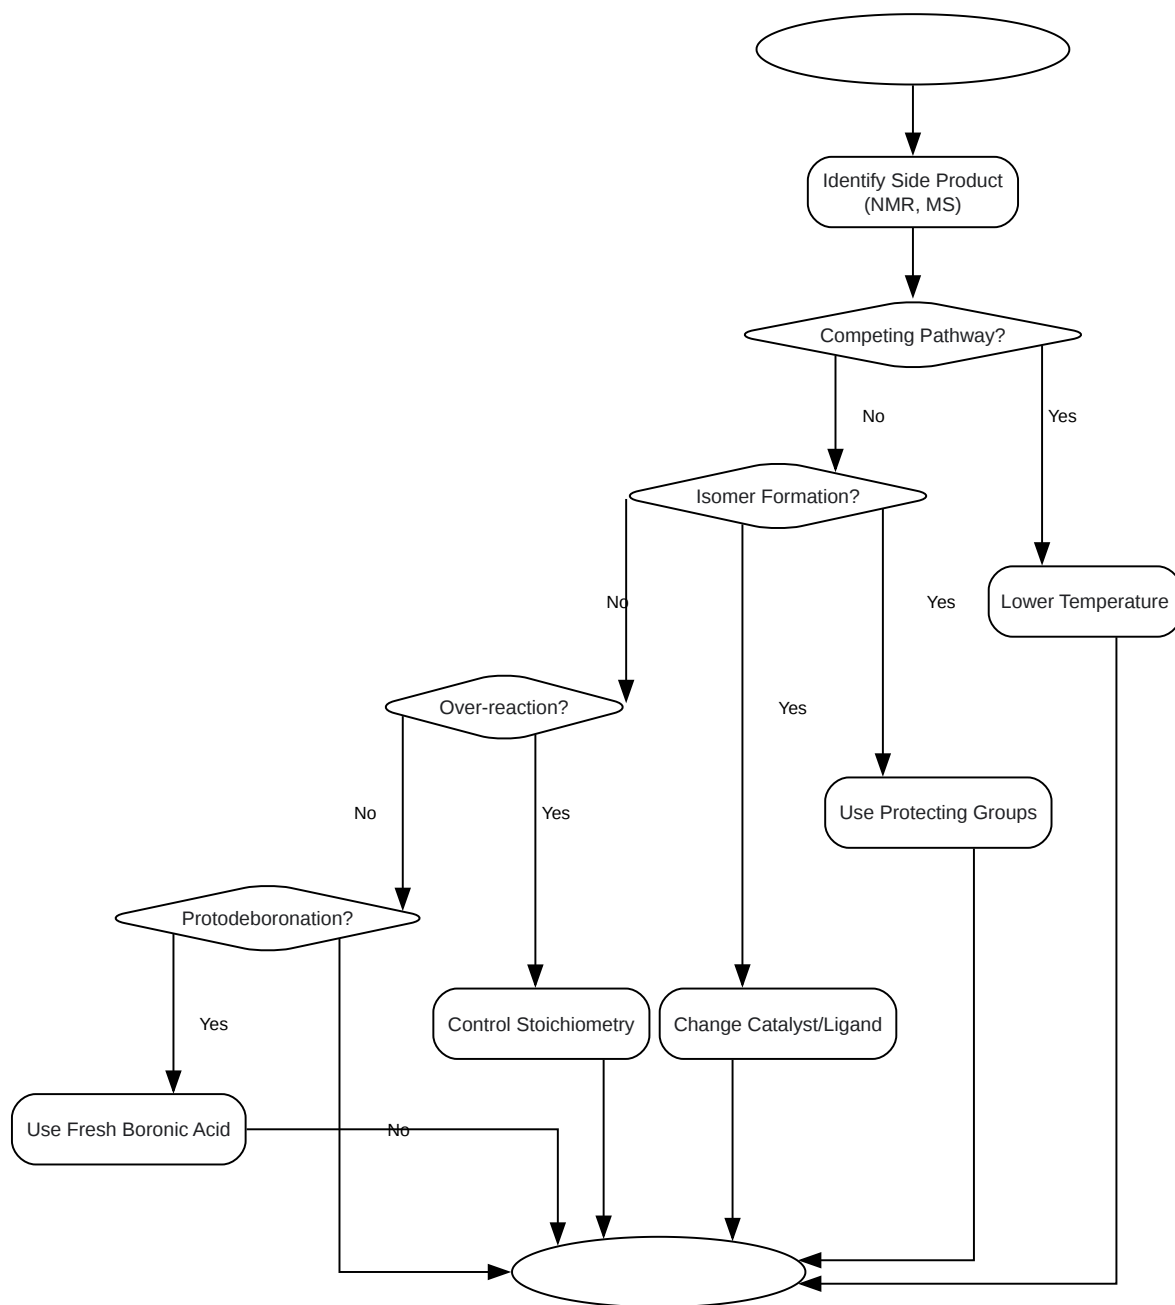 Identify Side Product
(NMR, MS)
Competing Pathway?
No
Yes
Isomer Formation?
No
Yes
Lower Temperature
Over-reaction?
Yes
No
Yes
Use Protecting Groups
Protodeboronation?
Yes
Control Stoichiometry
Change Catalyst/Ligand
Use Fresh Boronic Acid
No